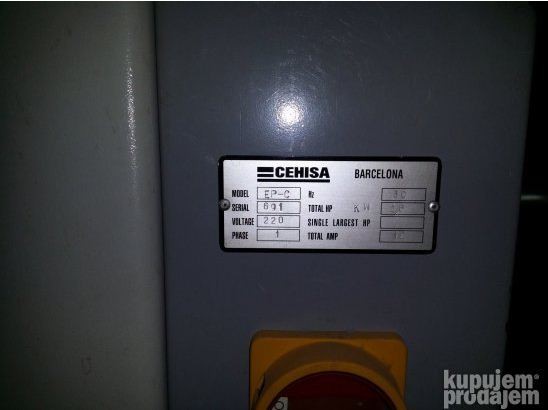 CEHISA BARCELONA
MODEL EP-C Hz
SERIAL 691 TOTAL HP KW
VOLTAGE 220 SINGLE LARGEST HP
PHASE 1 TOTAL AMP
kupujem
prodajem